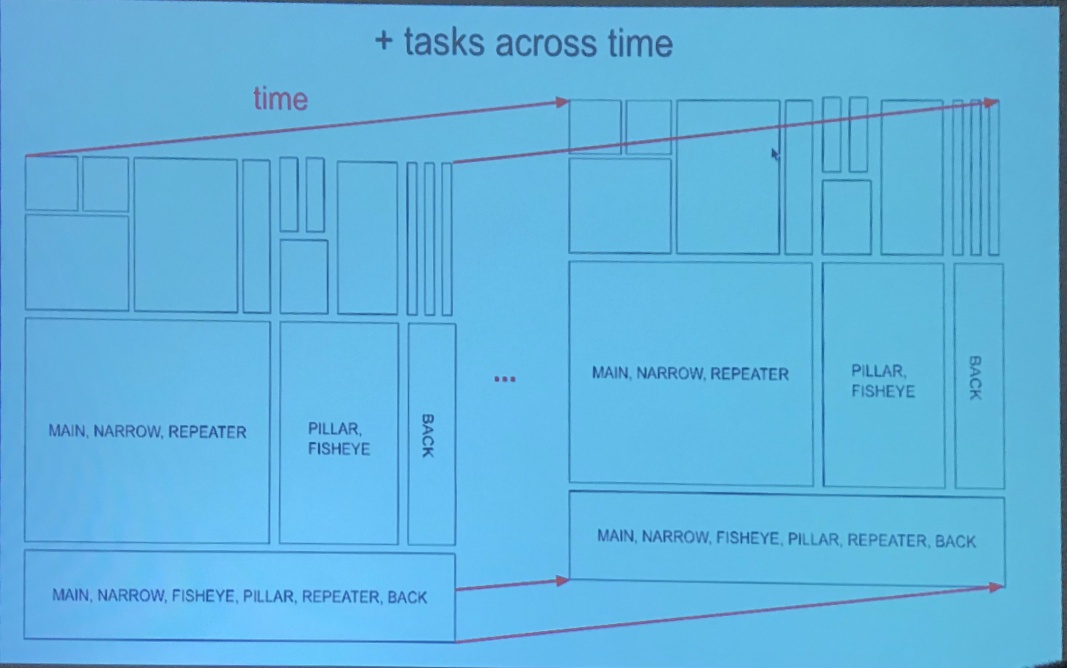 + tasks across time
time
MAIN, NARROW, REPEATER
PILLAR,
FISHEYE
BACK
MAIN, NARROW, FISHEYE, PILLAR, REPEATER, BACK
...
MAIN, NARROW, REPEATER
PILLAR,
FISHEYE
BACK
MAIN, NARROW, FISHEYE, PILLAR, REPEATER, BACK